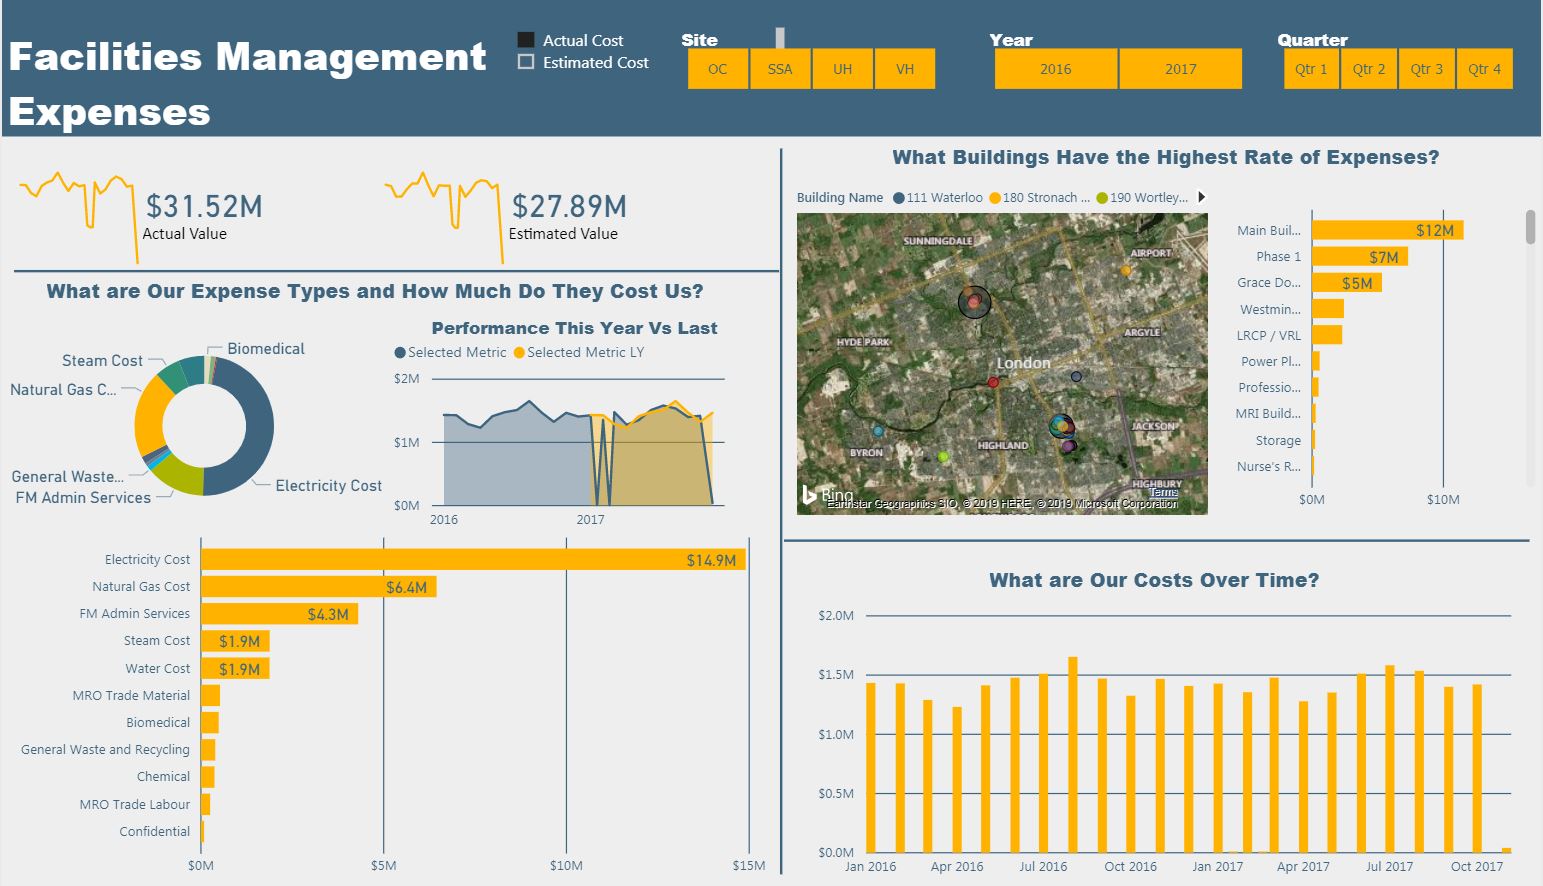 Facilities Management
Expenses
Actual Cost
Estimated Cost
Site
OC
SSA
UH
VH
Year
2016
2017
Quarter
Qtr 1
Qtr 2
Qtr 3
Qtr 4
$31.52M
Actual Value
$27.89M
Estimated Value
What are Our Expense Types and How Much Do They Cost Us?
Biomedical
Steam Cost
Natural Gas C...
General Waste...
FM Admin Services
Electricity Cost
Performance This Year Vs Last
Selected Metric
Selected Metric LY
$2M
$1M
$0M
2016
2017
Electricity Cost
$14.9M
Natural Gas Cost
$6.4M
FM Admin Services
$4.3M
Steam Cost
$1.9M
Water Cost
$1.9M
MRO Trade Material
Biomedical
General Waste and Recycling
Chemical
MRO Trade Labour
Confidential
$0M
$5M
$10M
$15M
What Buildings Have the Highest Rate of Expenses?
Building Name
111 Waterloo
180 Stronach ...
190 Wortley...
SUNNINGDALE
AIRPORT
HYDE PARK
ARGYLE
London
JACKSON
HIGHLAND
BYRON
HIGHBURY
Bing
Terms
Earthstar Geographics SIO, © 2019 HERE, © 2019 Microsoft Corporation
Main Buil...
$12M
Phase 1
$7M
Grace Do...
$5M
Westmin...
LRCP / VRL
Power Pl...
Professio...
MRI Build...
Storage
Nurse's R...
$0M
$10M
What are Our Costs Over Time?
$2.0M
$1.5M
$1.0M
$0.5M
$0.0M
Jan 2016
Apr 2016
Jul 2016
Oct 2016
Jan 2017
Apr 2017
Jul 2017
Oct 2017